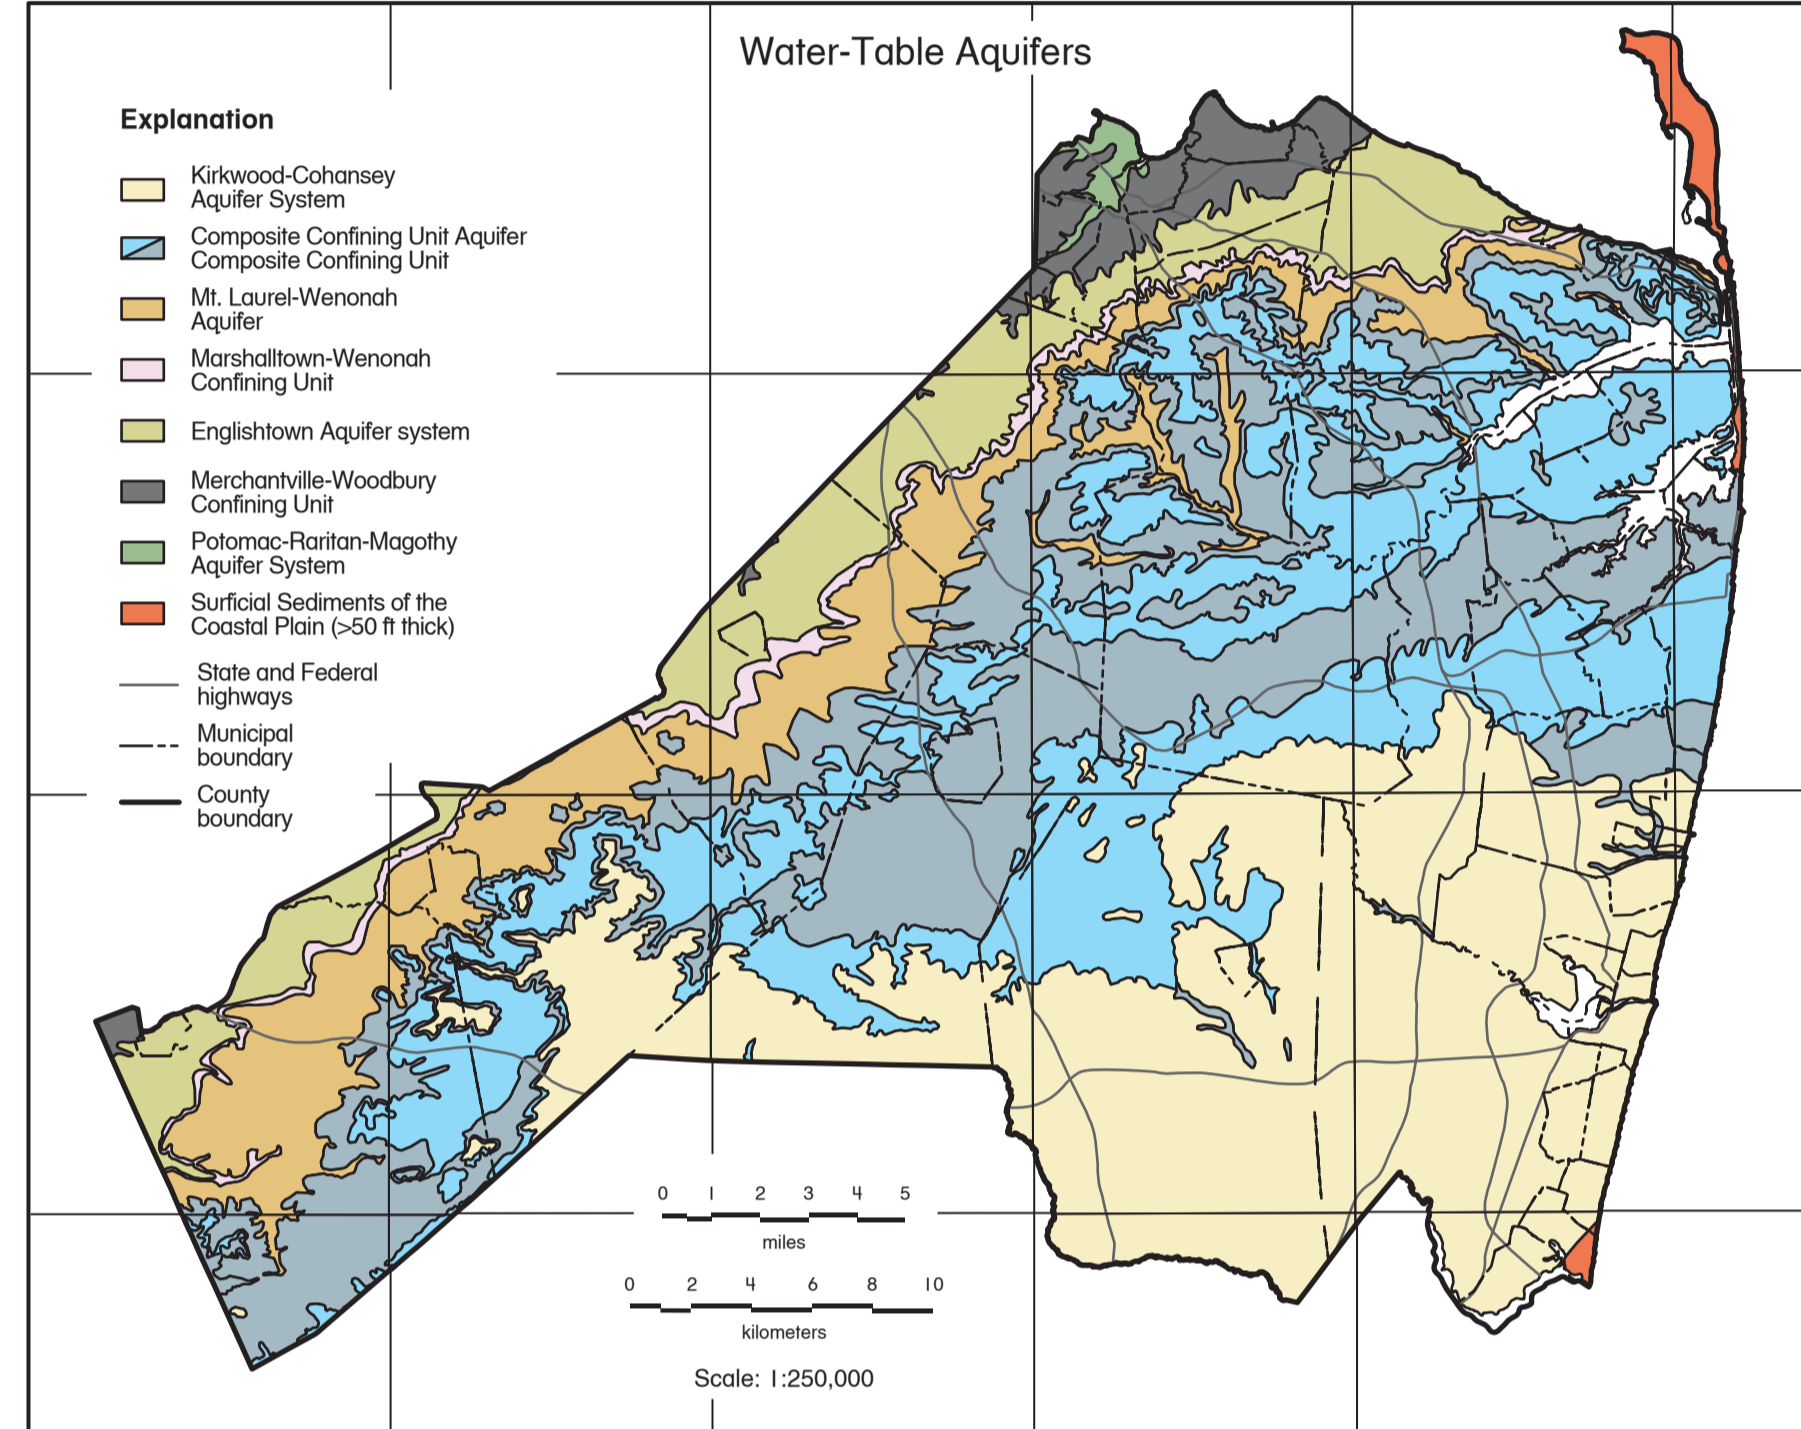 Water-Table Aquifers
Explanation
Kirkwood-Cohansey
Aquifer System
Composite Confining Unit Aquifer
Composite Confining Unit
Mt. Laurel-Wenonah
Aquifer
Marshalltown-Wenonah
Confining Unit
Englishtown Aquifer system
Merchantville-Woodbury
Confining Unit
Potomac-Raritan-Magothy
Aquifer System
Surficial Sediments of the
Coastal Plain (>50 ft thick)
State and Federal
highways
Municipal
boundary
County
boundary
0 1 2 3 4 5
miles
0 2 4 6 8 10
kilometers
Scale: 1:250,000